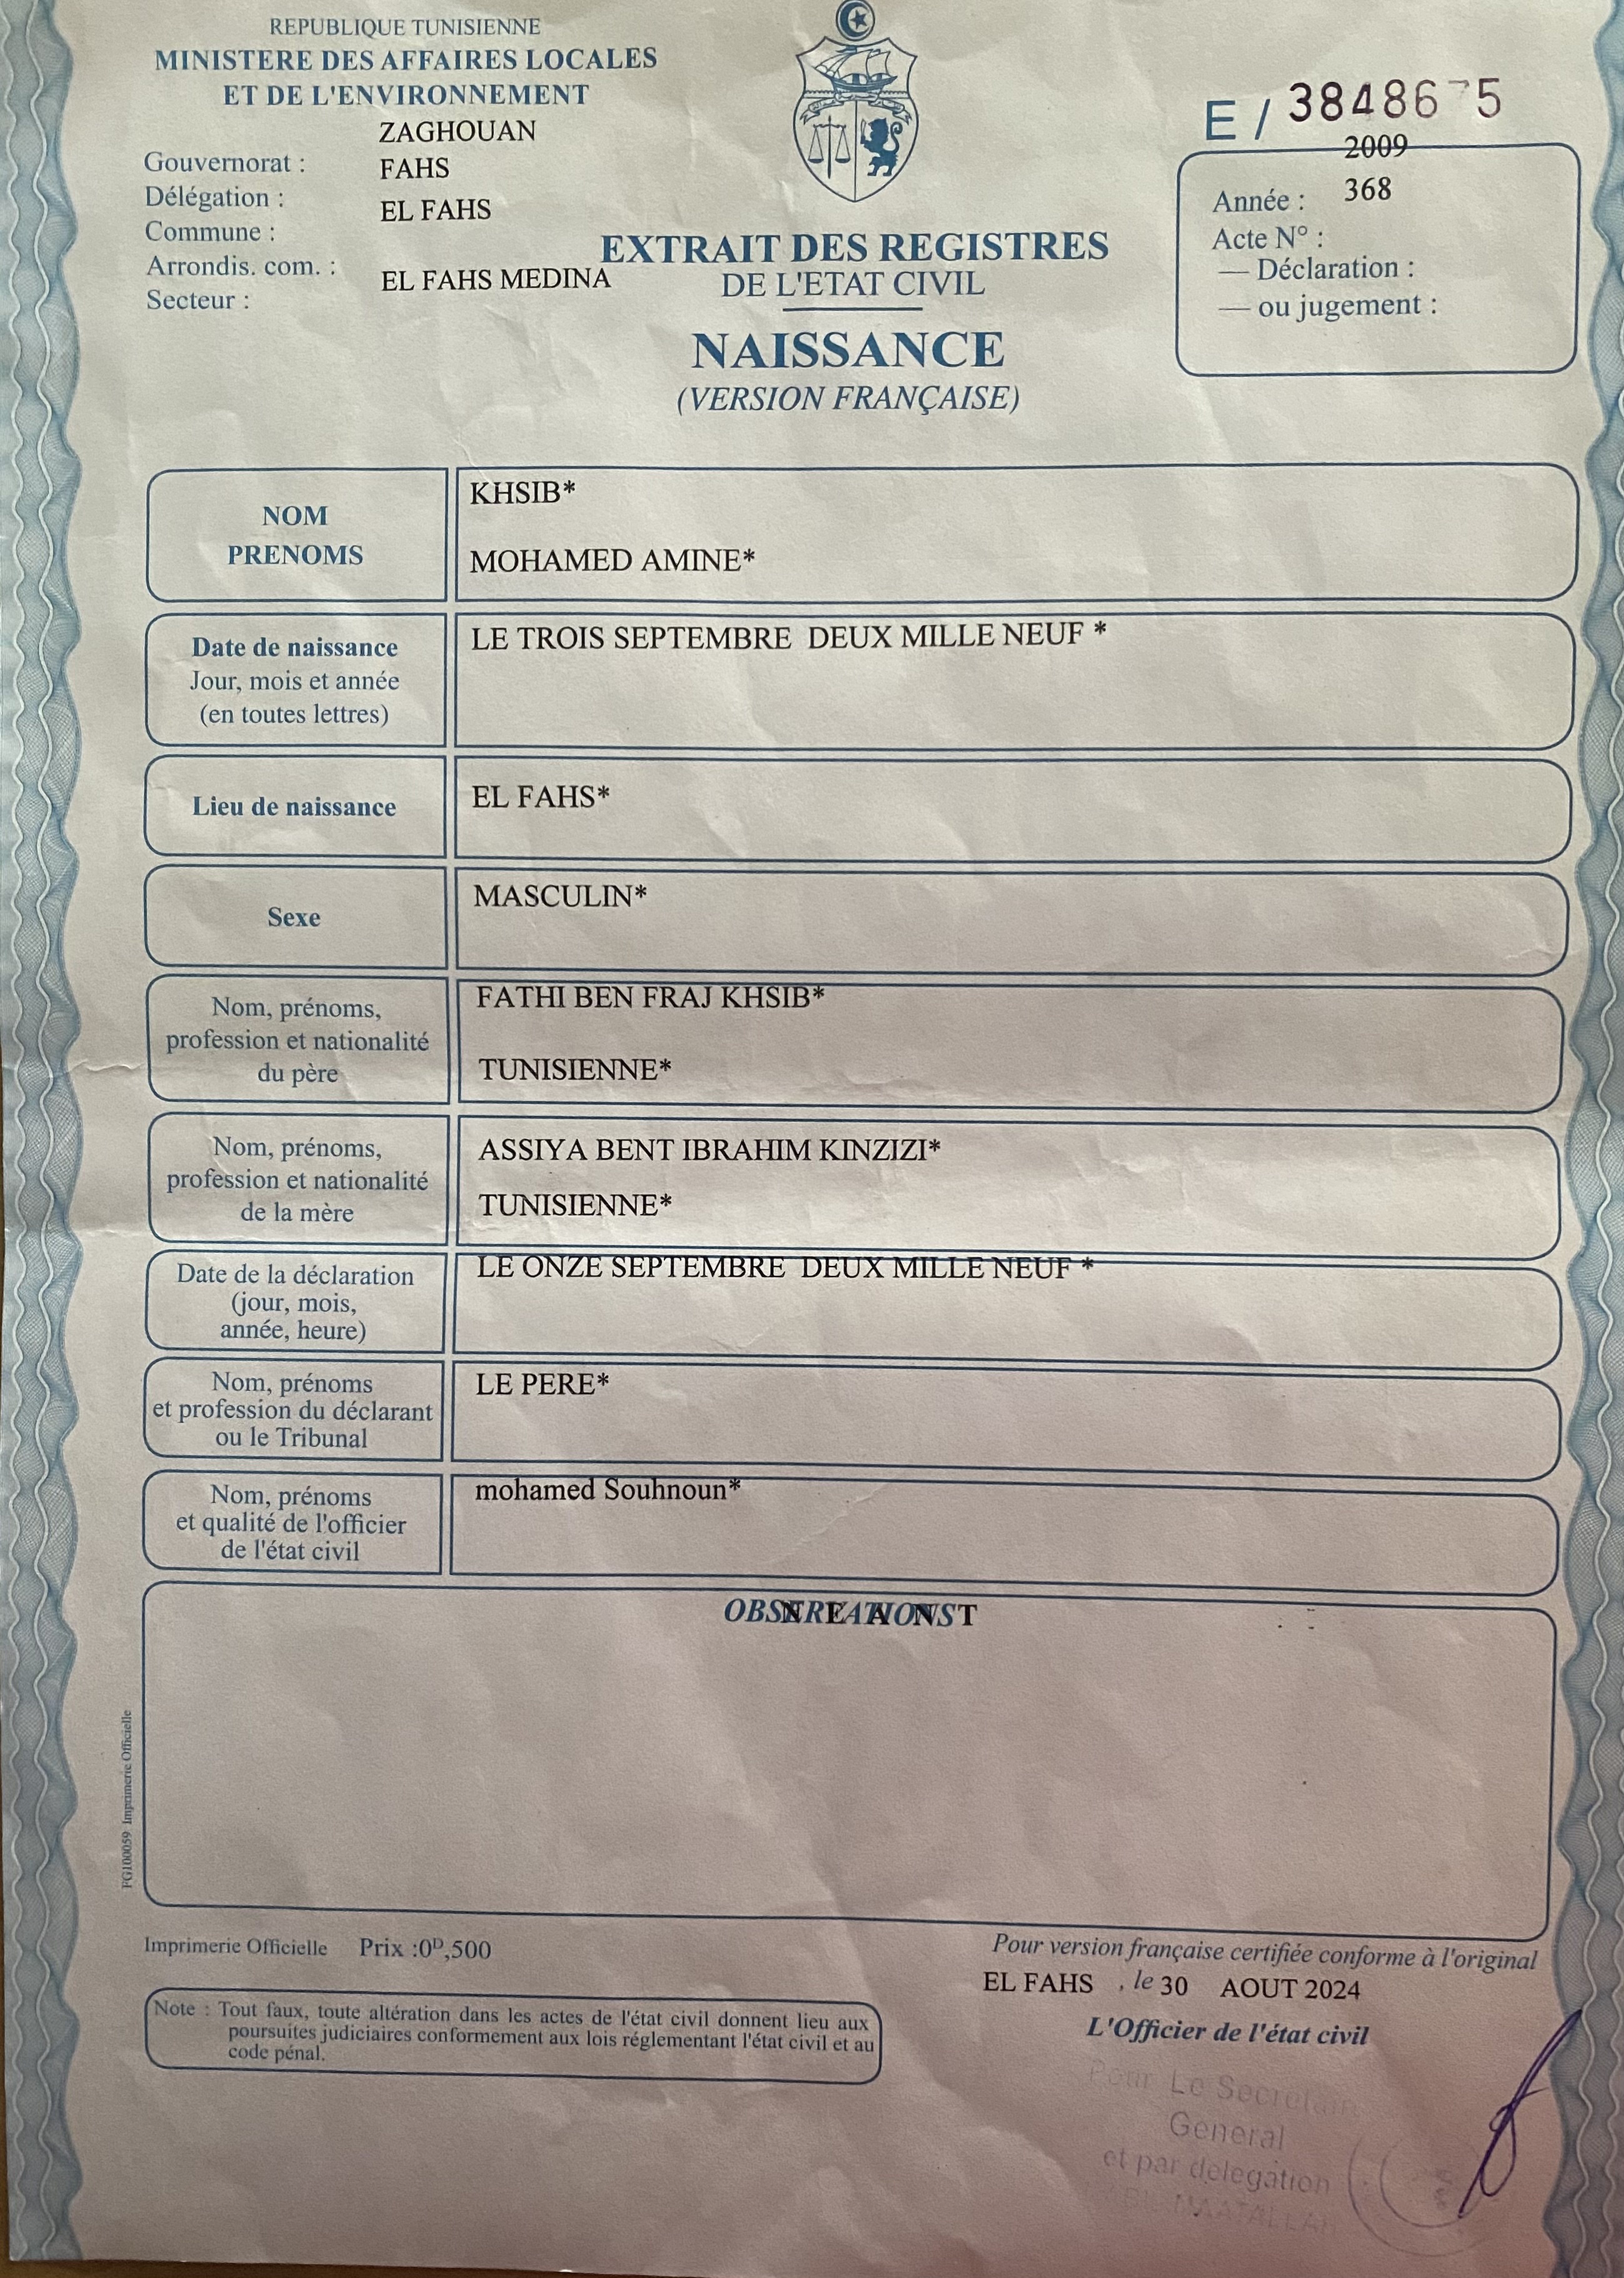 REPUBLIQUE TUNISIENNE
MINISTERE DES AFFAIRES LOCALES
ET DE L'ENVIRONNEMENT
ZAGHOUAN
Gouvernorat :
FAHS
Délégation :
EL FAHS
Commune :
Arrondis. com. :
EL FAHS MEDINA
Secteur :
E / 38486 5
2009
Année :
368
Acte N° :
— Déclaration :
— ou jugement :
EXTRAIT DES REGISTRES
DE L'ETAT CIVIL
NAISSANCE
(VERSION FRANÇAISE)
NOM
PRENOMS
KHSIB*
MOHAMED AMINE*
Date de naissance
Jour, mois et année
(en toutes lettres)
LE TROIS SEPTEMBRE DEUX MILLE NEUF *
Lieu de naissance
EL FAHS*
Sexe
MASCULIN*
Nom, prénoms,
profession et nationalité
du père
FATHI BEN FRAJ KHSIB*
TUNISIENNE*
Nom, prénoms,
profession et nationalité
de la mère
ASSIYA BENT IBRAHIM KINZIZI*
TUNISIENNE*
Date de la déclaration
(jour, mois,
année, heure)
LE ONZE SEPTEMBRE DEUX MILLE NEUF *
Nom, prénoms
et profession du déclarant
ou le Tribunal
LE PERE*
Nom, prénoms
et qualité de l'officier
de l'état civil
mohamed Souhnoun*
OBSERVATIONS
N E A N T
FG100059 Imprimerie Officielle
Imprimerie Officielle Prix :0ᴰ,500
Note : Tout faux, toute altération dans les actes de l'état civil donnent lieu aux
poursuites judiciaires conformement aux lois réglementant l'état civil et au
code pénal.
Pour version française certifiée conforme à l'original
EL FAHS , le 30 AOUT 2024
L'Officier de l'état civil
Pour Le Secretaire
General
et par delegation